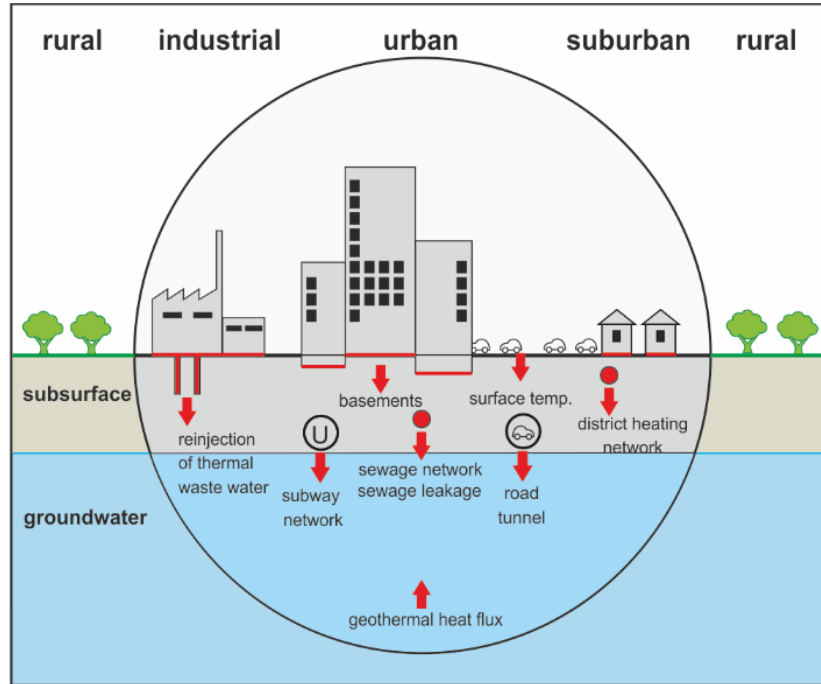 rural industrial urban suburban rural
subsurface
basements
surface temp.
reinjection
of thermal
waste water
U
subway
network
sewage network
sewage leakage
road
tunnel
district heating
network
groundwater
geothermal heat flux